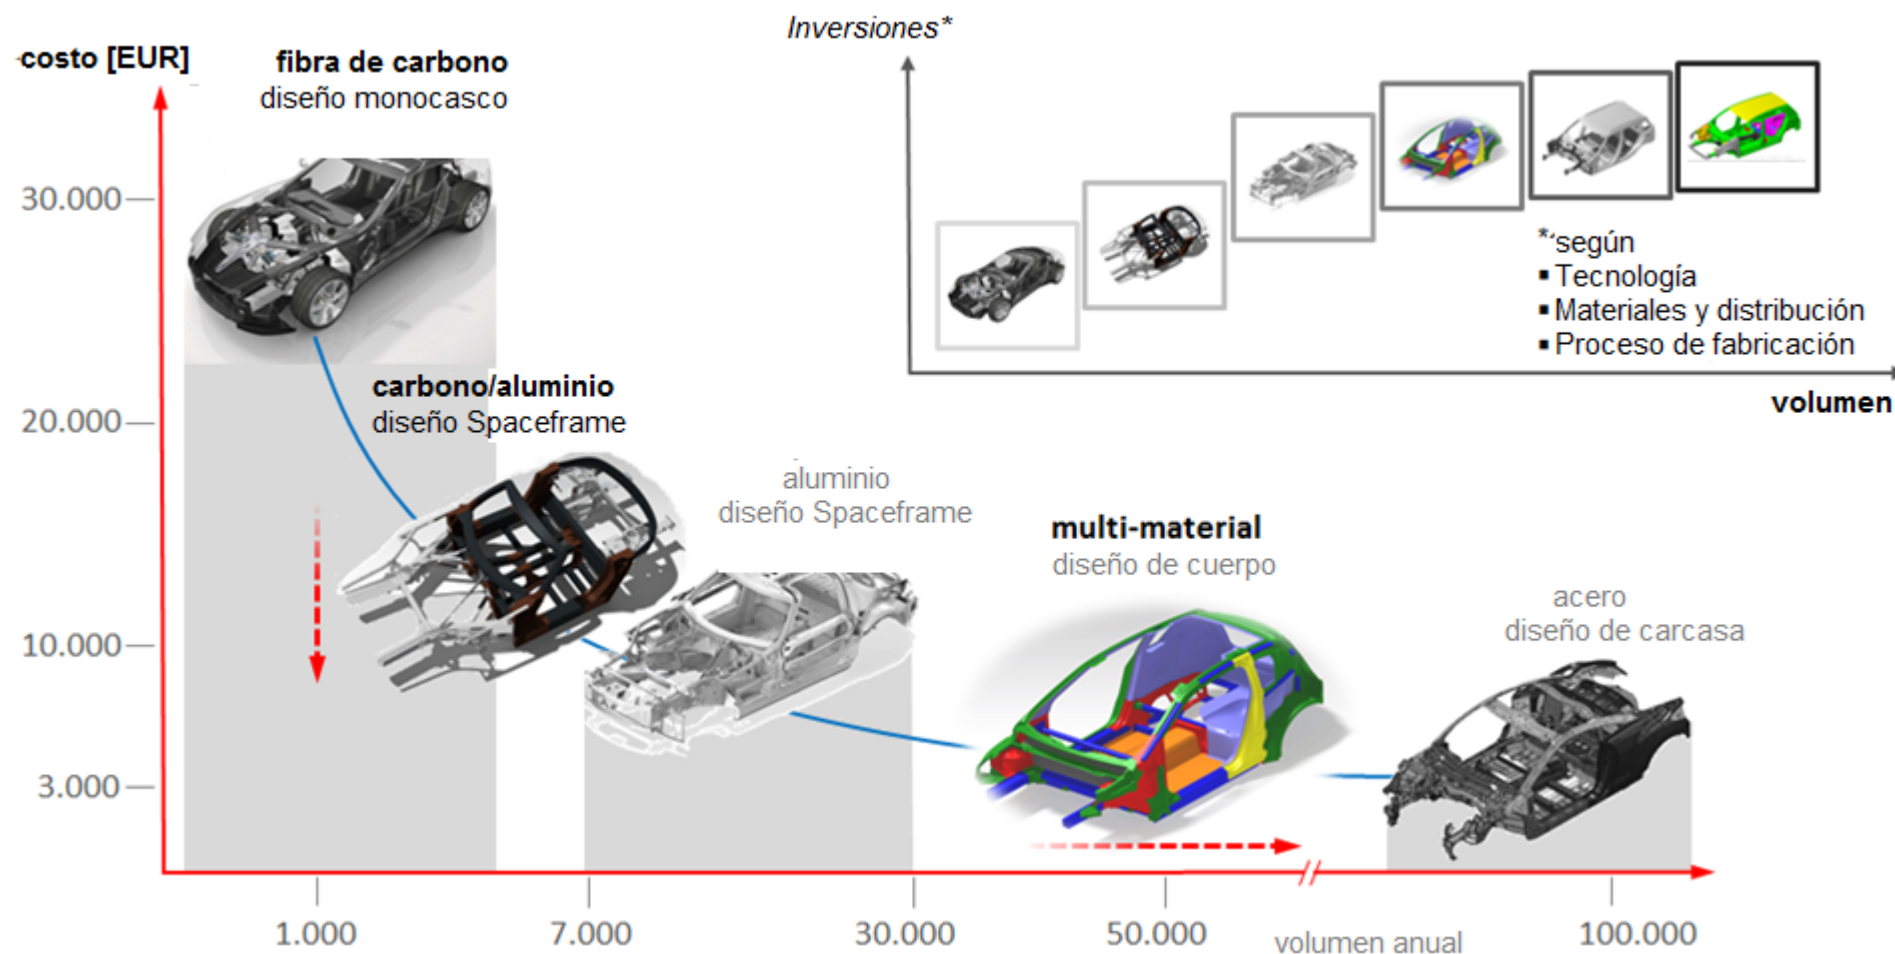 costo [EUR]
fibra de carbono
diseño monocasco
30.000
carbono/aluminio
diseño Spaceframe
20.000
aluminio
diseño Spaceframe
multi-material
diseño de cuerpo
acero
diseño de carcasa
10.000
3.000
1.000
7.000
30.000
50.000
volumen anual
100.000
Inversiones*
*según
▪ Tecnología
▪ Materiales y distribución
▪ Proceso de fabricación
volumen